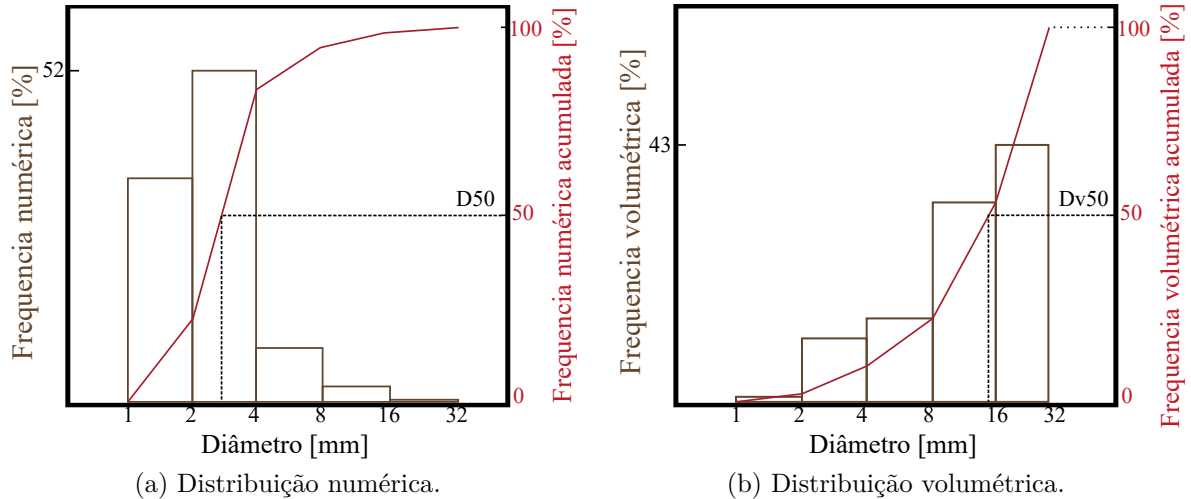 Frequencia numérica [%]
52
D50
100
50
0
Frequencia numérica acumulada [%]
1 2 4 8 16 32
Diâmetro [mm]
(a) Distribuição numérica.
Frequencia volumétrica [%]
43
Dv50
100
50
0
Frequencia volumétrica acumulada [%]
1 2 4 8 16 32
Diâmetro [mm]
(b) Distribuição volumétrica.